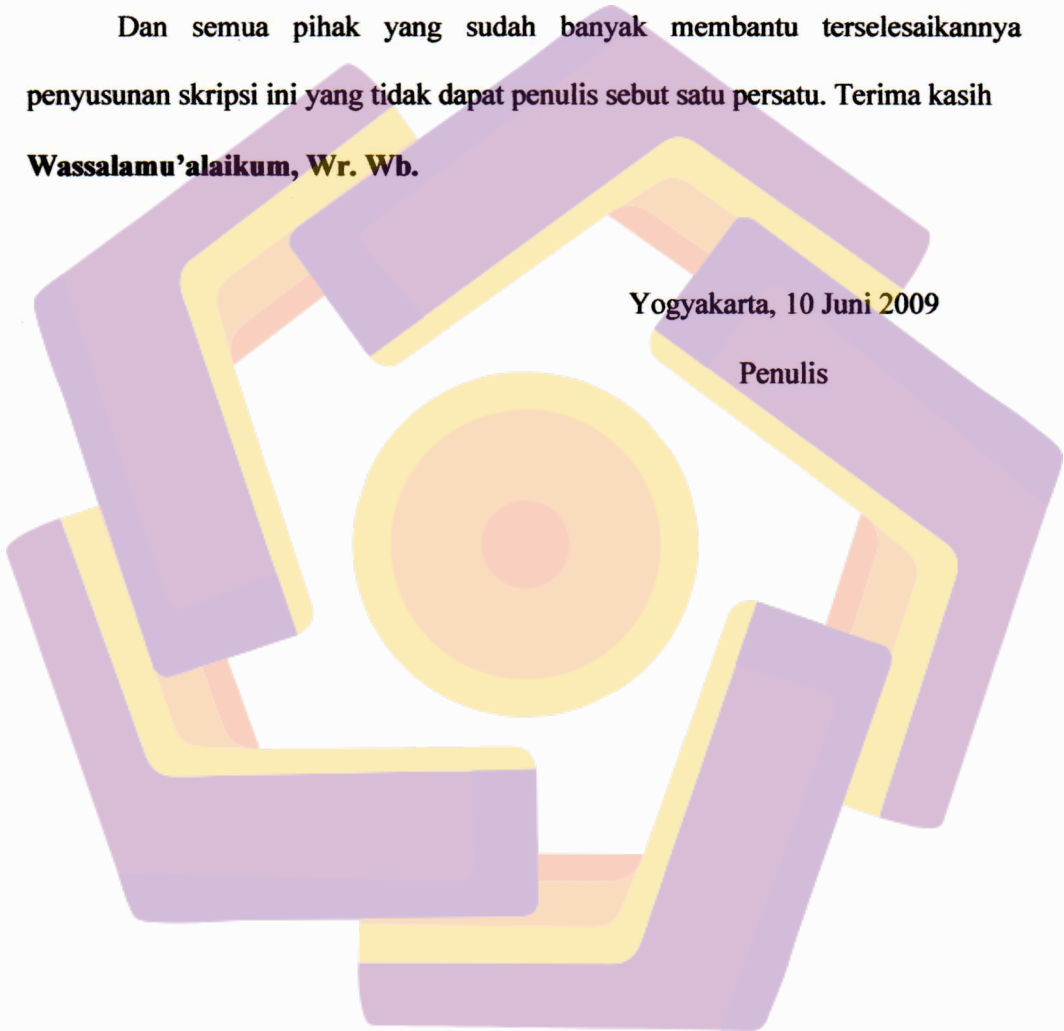 Dan semua pihak yang sudah banyak membantu terselesaikannya
penyusunan skripsi ini yang tidak dapat penulis sebut satu persatu. Terima kasih
Wassalamu'alaikum, Wr. Wb.
Yogyakarta, 10 Juni 2009
Penulis